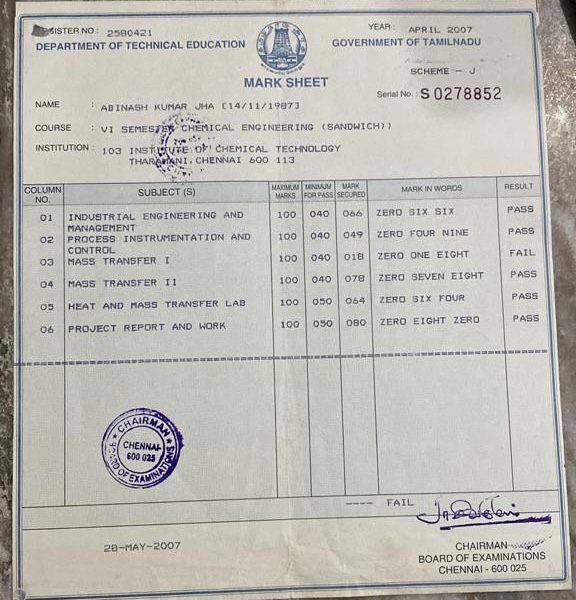 REGISTER NO: 2580421
YEAR: APRIL 2007
DEPARTMENT OF TECHNICAL EDUCATION
GOVERNMENT OF TAMILNADU
MARK SHEET
SCHEME - J
Serial No.: S 0278852
NAME : ABINASH KUMAR JHA [14/11/1987]
COURSE : VI SEMESTER CHEMICAL ENGINEERING (SANDWICH))
INSTITUTION : 103 INSTITUTE OF CHEMICAL TECHNOLOGY
THARAMANI, CHENNAI 600 113
COLUMN NO. SUBJECT (S) MAXIMUM MARKS MINIMUM FOR PASS MARK SECURED MARK IN WORDS RESULT
01 INDUSTRIAL ENGINEERING AND MANAGEMENT 100 040 066 ZERO SIX SIX PASS
02 PROCESS INSTRUMENTATION AND CONTROL 100 040 049 ZERO FOUR NINE PASS
03 MASS TRANSFER I 100 040 018 ZERO ONE EIGHT FAIL
04 MASS TRANSFER II 100 040 078 ZERO SEVEN EIGHT PASS
05 HEAT AND MASS TRANSFER LAB 100 050 064 ZERO SIX FOUR PASS
06 PROJECT REPORT AND WORK 100 050 080 ZERO EIGHT ZERO PASS
CHAIRMAN
CHENNAI-
600 025
BOARD OF EXAMINATIONS
---- FAIL
28-MAY-2007
CHAIRMAN
BOARD OF EXAMINATIONS
CHENNAI - 600 025